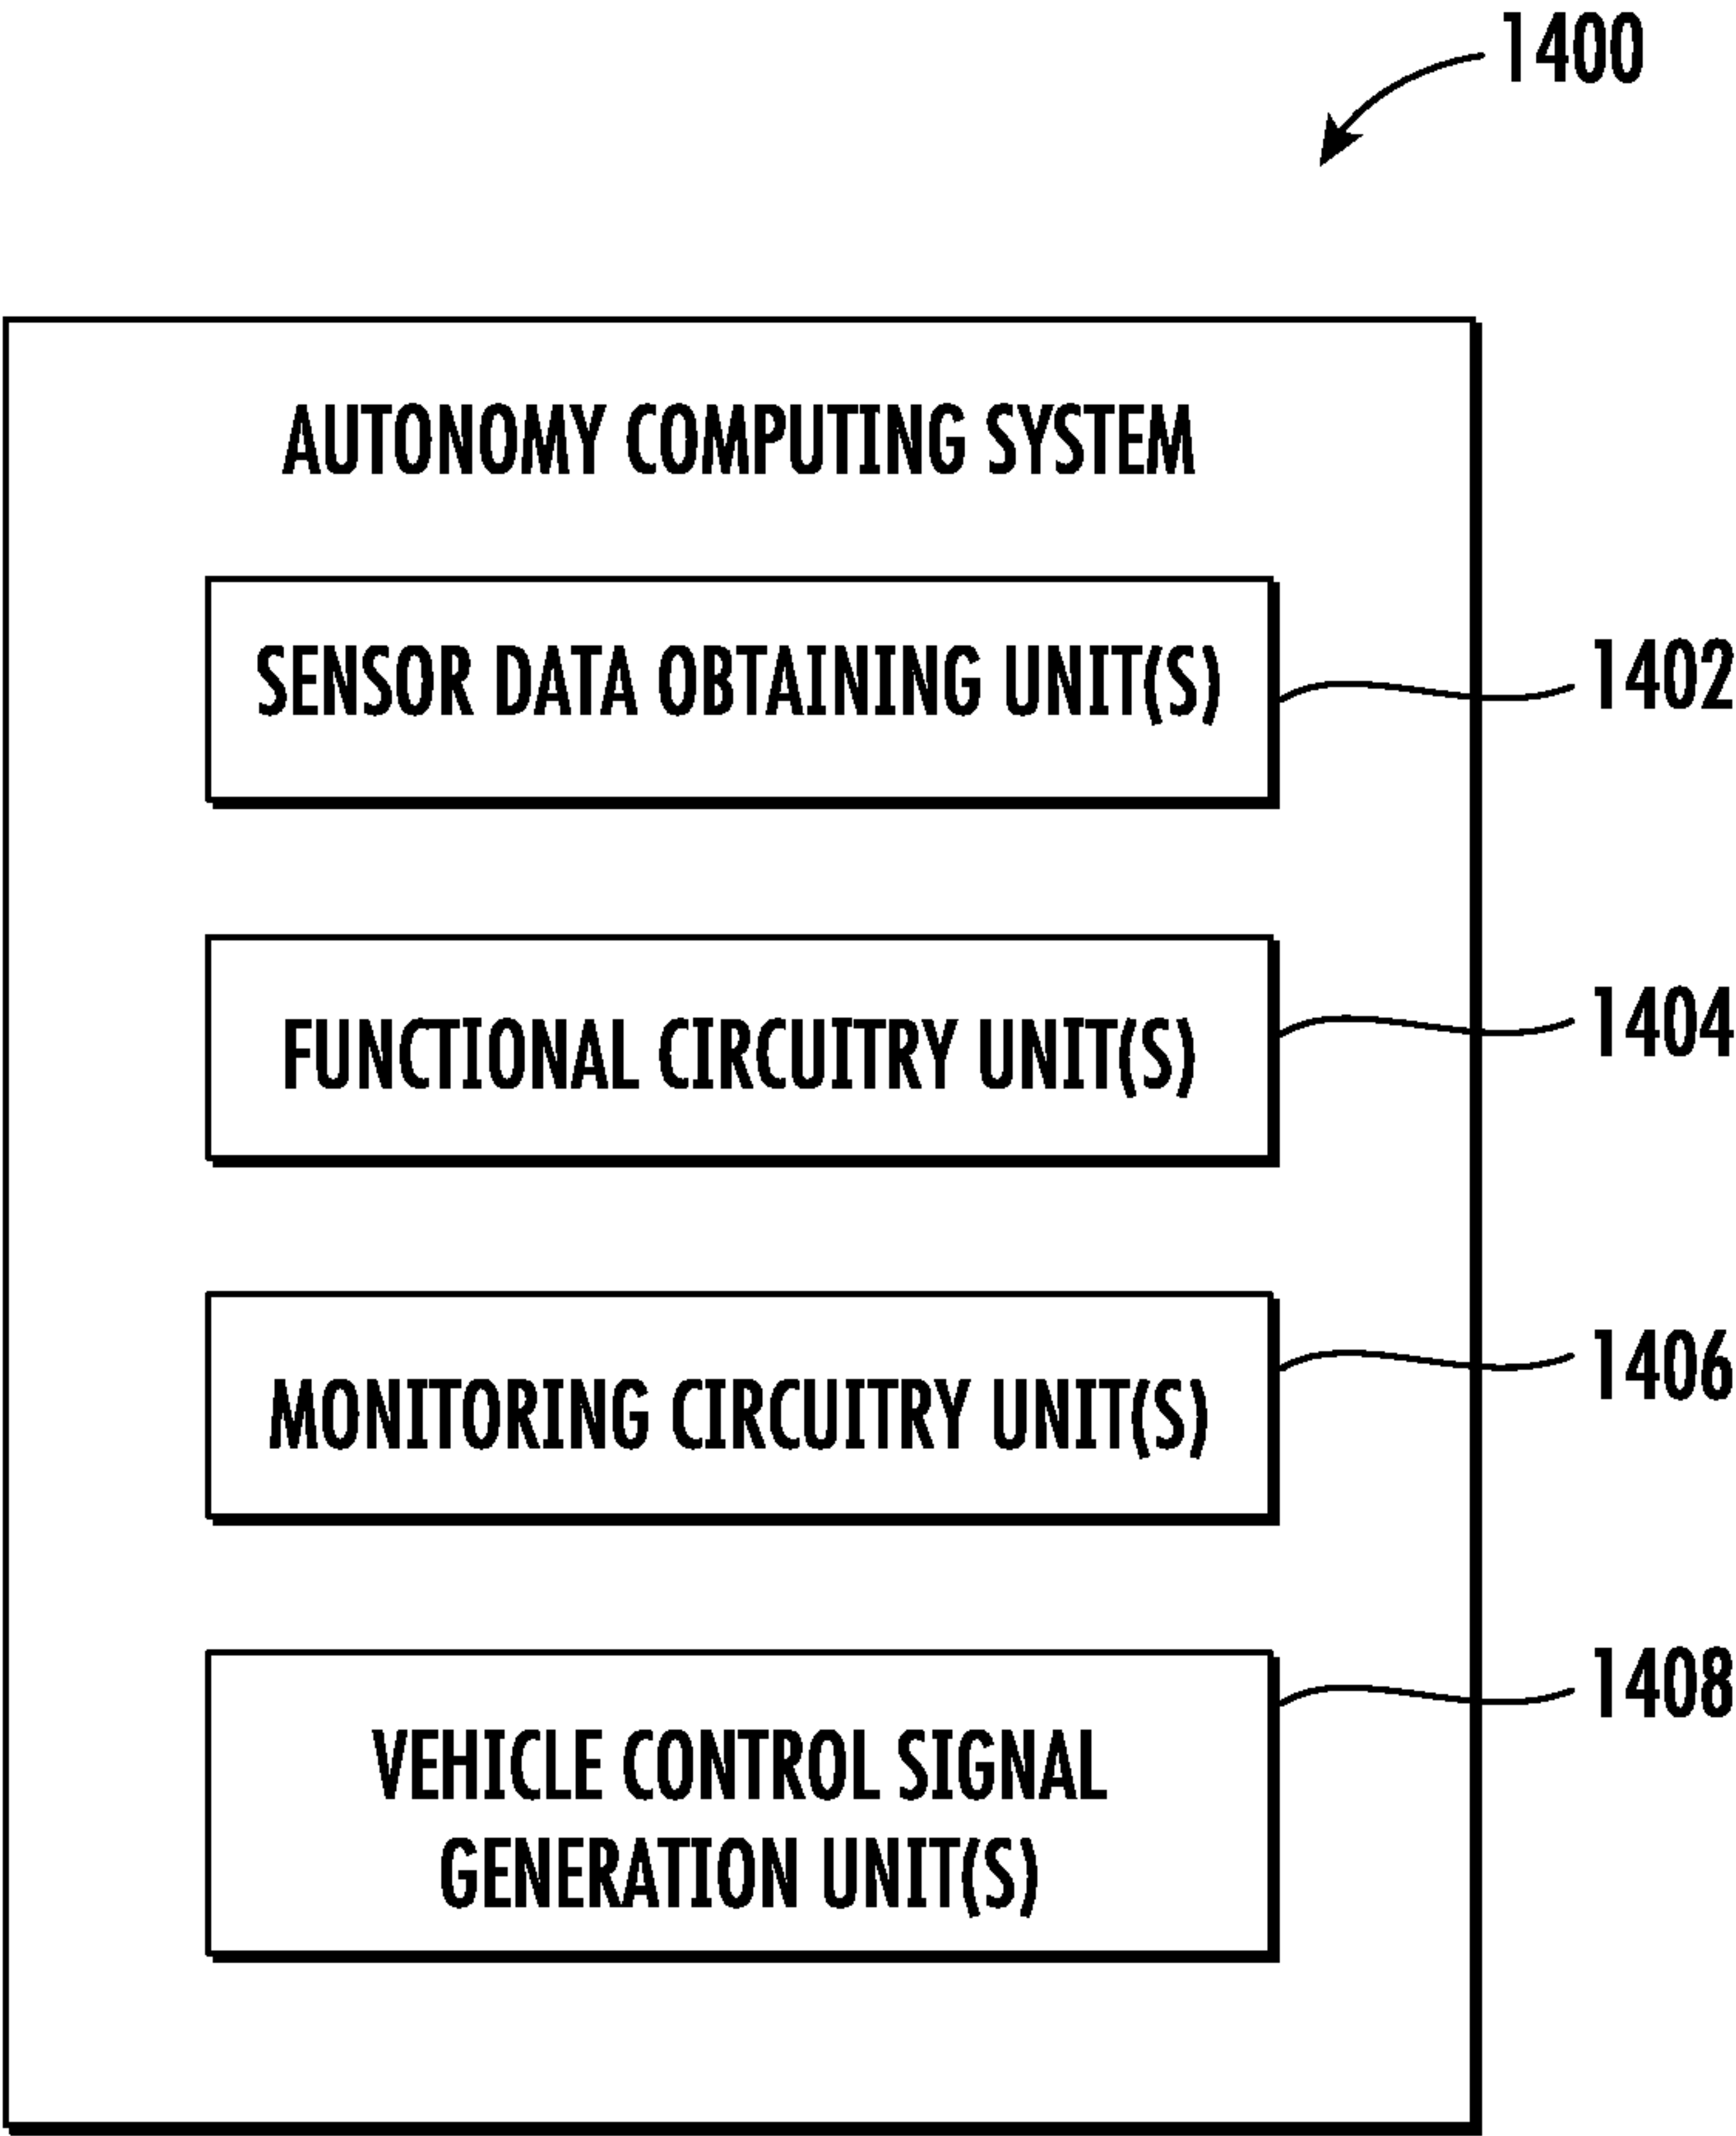 1400
AUTONOMY COMPUTING SYSTEM
SENSOR DATA OBTAINING UNIT(S)
1402
FUNCTIONAL CIRCUITRY UNIT(S)
1404
MONITORING CIRCUITRY UNIT(S)
1406
VEHICLE CONTROL SIGNAL
GENERATION UNIT(S)
1408